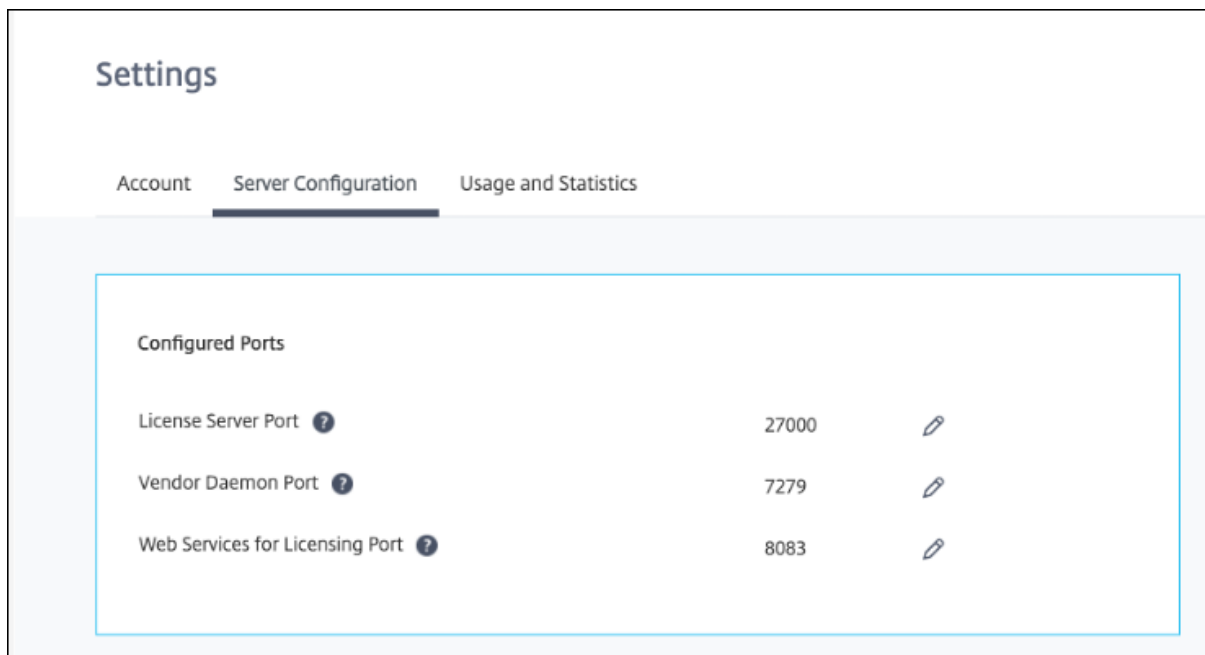 Settings
Account Server Configuration Usage and Statistics
Configured Ports
License Server Port ? 27000
Vendor Daemon Port ? 7279
Web Services for Licensing Port ? 8083